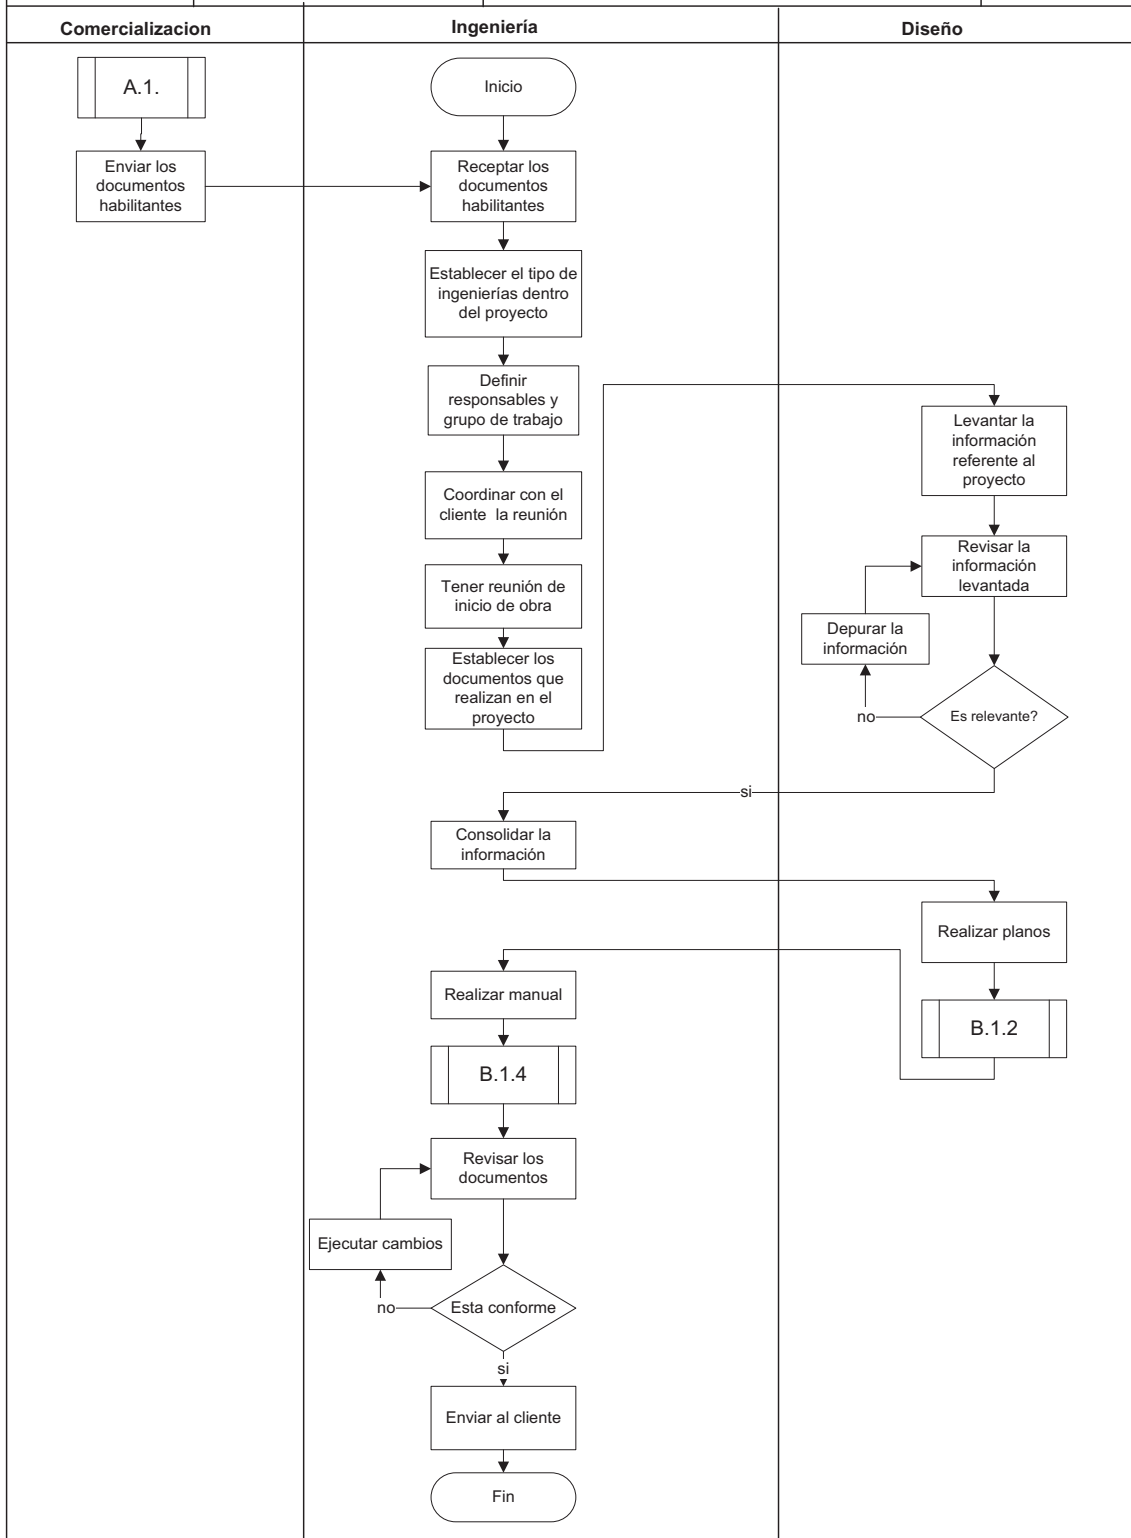 Comercializacion
Ingeniería
Diseño
A.1.
Inicio
Enviar los
documentos
habilitantes
Receptar los
documentos
habilitantes
Establecer el tipo de
ingenierías dentro
del proyecto
Definir
responsables y
grupo de trabajo
Levantar la
información
referente al
proyecto
Coordinar con el
cliente  la reunión
Revisar la
información
levantada
Tener reunión de
inicio de obra
Depurar la
información
Establecer los
documentos que
realizan en el
proyecto
no
Es relevante?
si
Consolidar la
información
Realizar planos
Realizar manual
B.1.2
B.1.4
Revisar los
documentos
Ejecutar cambios
no
Esta conforme
si
Enviar al cliente
Fin